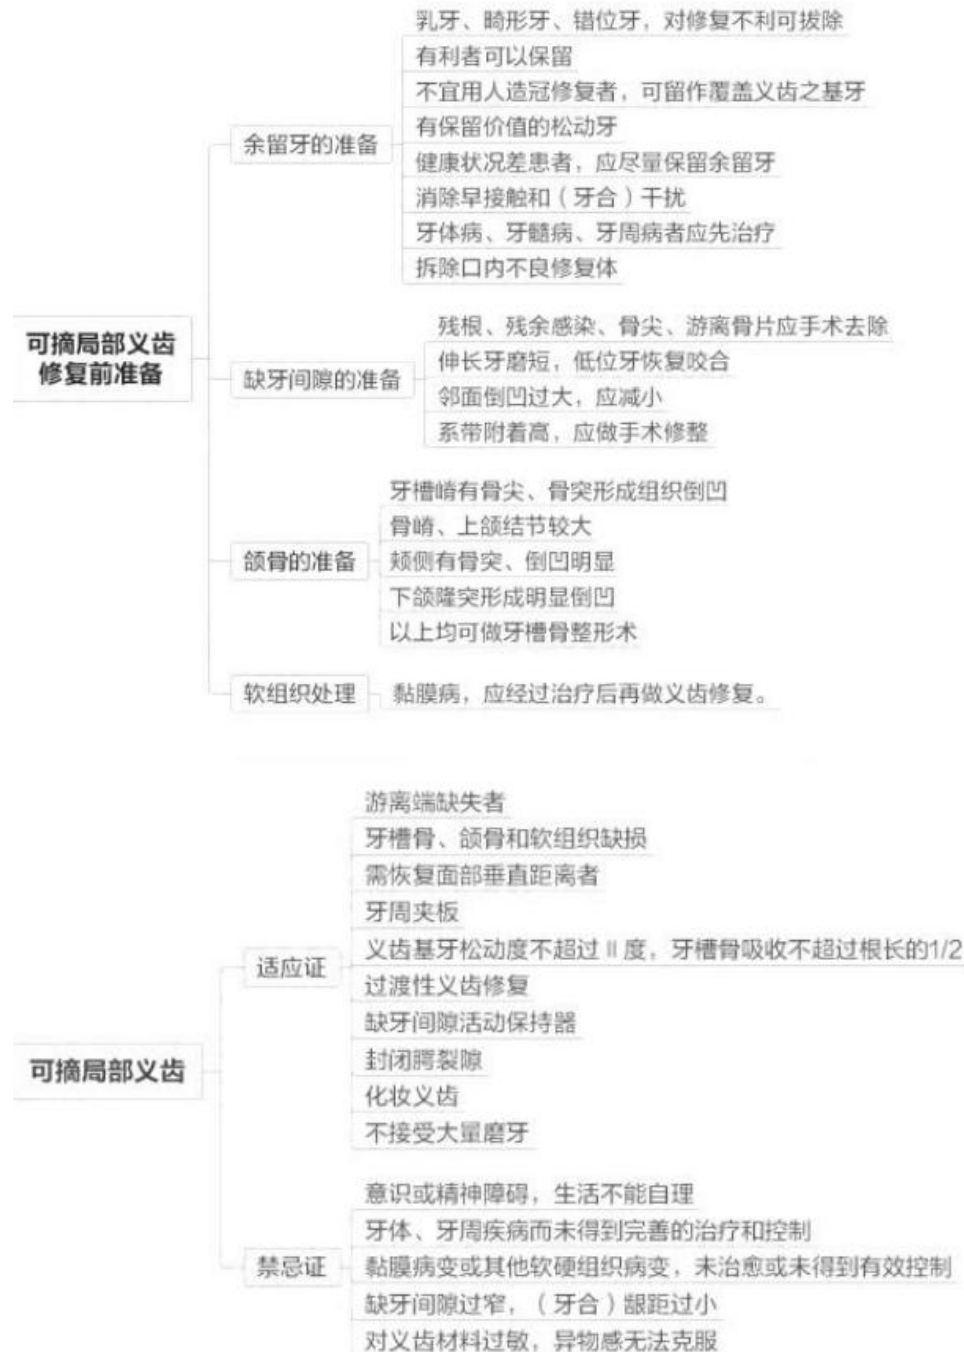 乳牙、畸形牙、错位牙，对修复不利可拔除
有利者可以保留
不宜用人造冠修复者，可留作覆盖义齿之基牙
余留牙的准备
有保留价值的松动牙
健康状况差患者，应尽量保留余留牙
消除早接触和（牙合）干扰
牙体病、牙髓病、牙周病者应先治疗
拆除口内不良修复体
可摘局部义齿
修复前准备
残根、残余感染、骨尖、游离骨片应手术去除
伸长牙磨短，低位牙恢复咬合
缺牙间隙的准备
邻面倒凹过大，应减小
系带附着高，应做手术修整
牙槽嵴有骨尖、骨突形成组织倒凹
骨嵴、上颌结节较大
颌骨的准备
颊侧有骨突、倒凹明显
下颌隆突形成明显倒凹
以上均可做牙槽骨整形术
软组织处理
黏膜病，应经过治疗后再做义齿修复。
游离端缺失者
牙槽骨、颌骨和软组织缺损
需恢复面部垂直距离者
牙周夹板
适应证
义齿基牙松动度不超过Ⅱ度，牙槽骨吸收不超过根长的1/2
过渡性义齿修复
缺牙间隙活动保持器
封闭腭裂隙
可摘局部义齿
化妆义齿
不接受大量磨牙
意识或精神障碍，生活不能自理
牙体、牙周疾病而未得到完善的治疗和控制
禁忌证
黏膜病变或其他软硬组织病变，未治愈或未得到有效控制
缺牙间隙过窄，（牙合）龈距过小
对义齿材料过敏，异物感无法克服